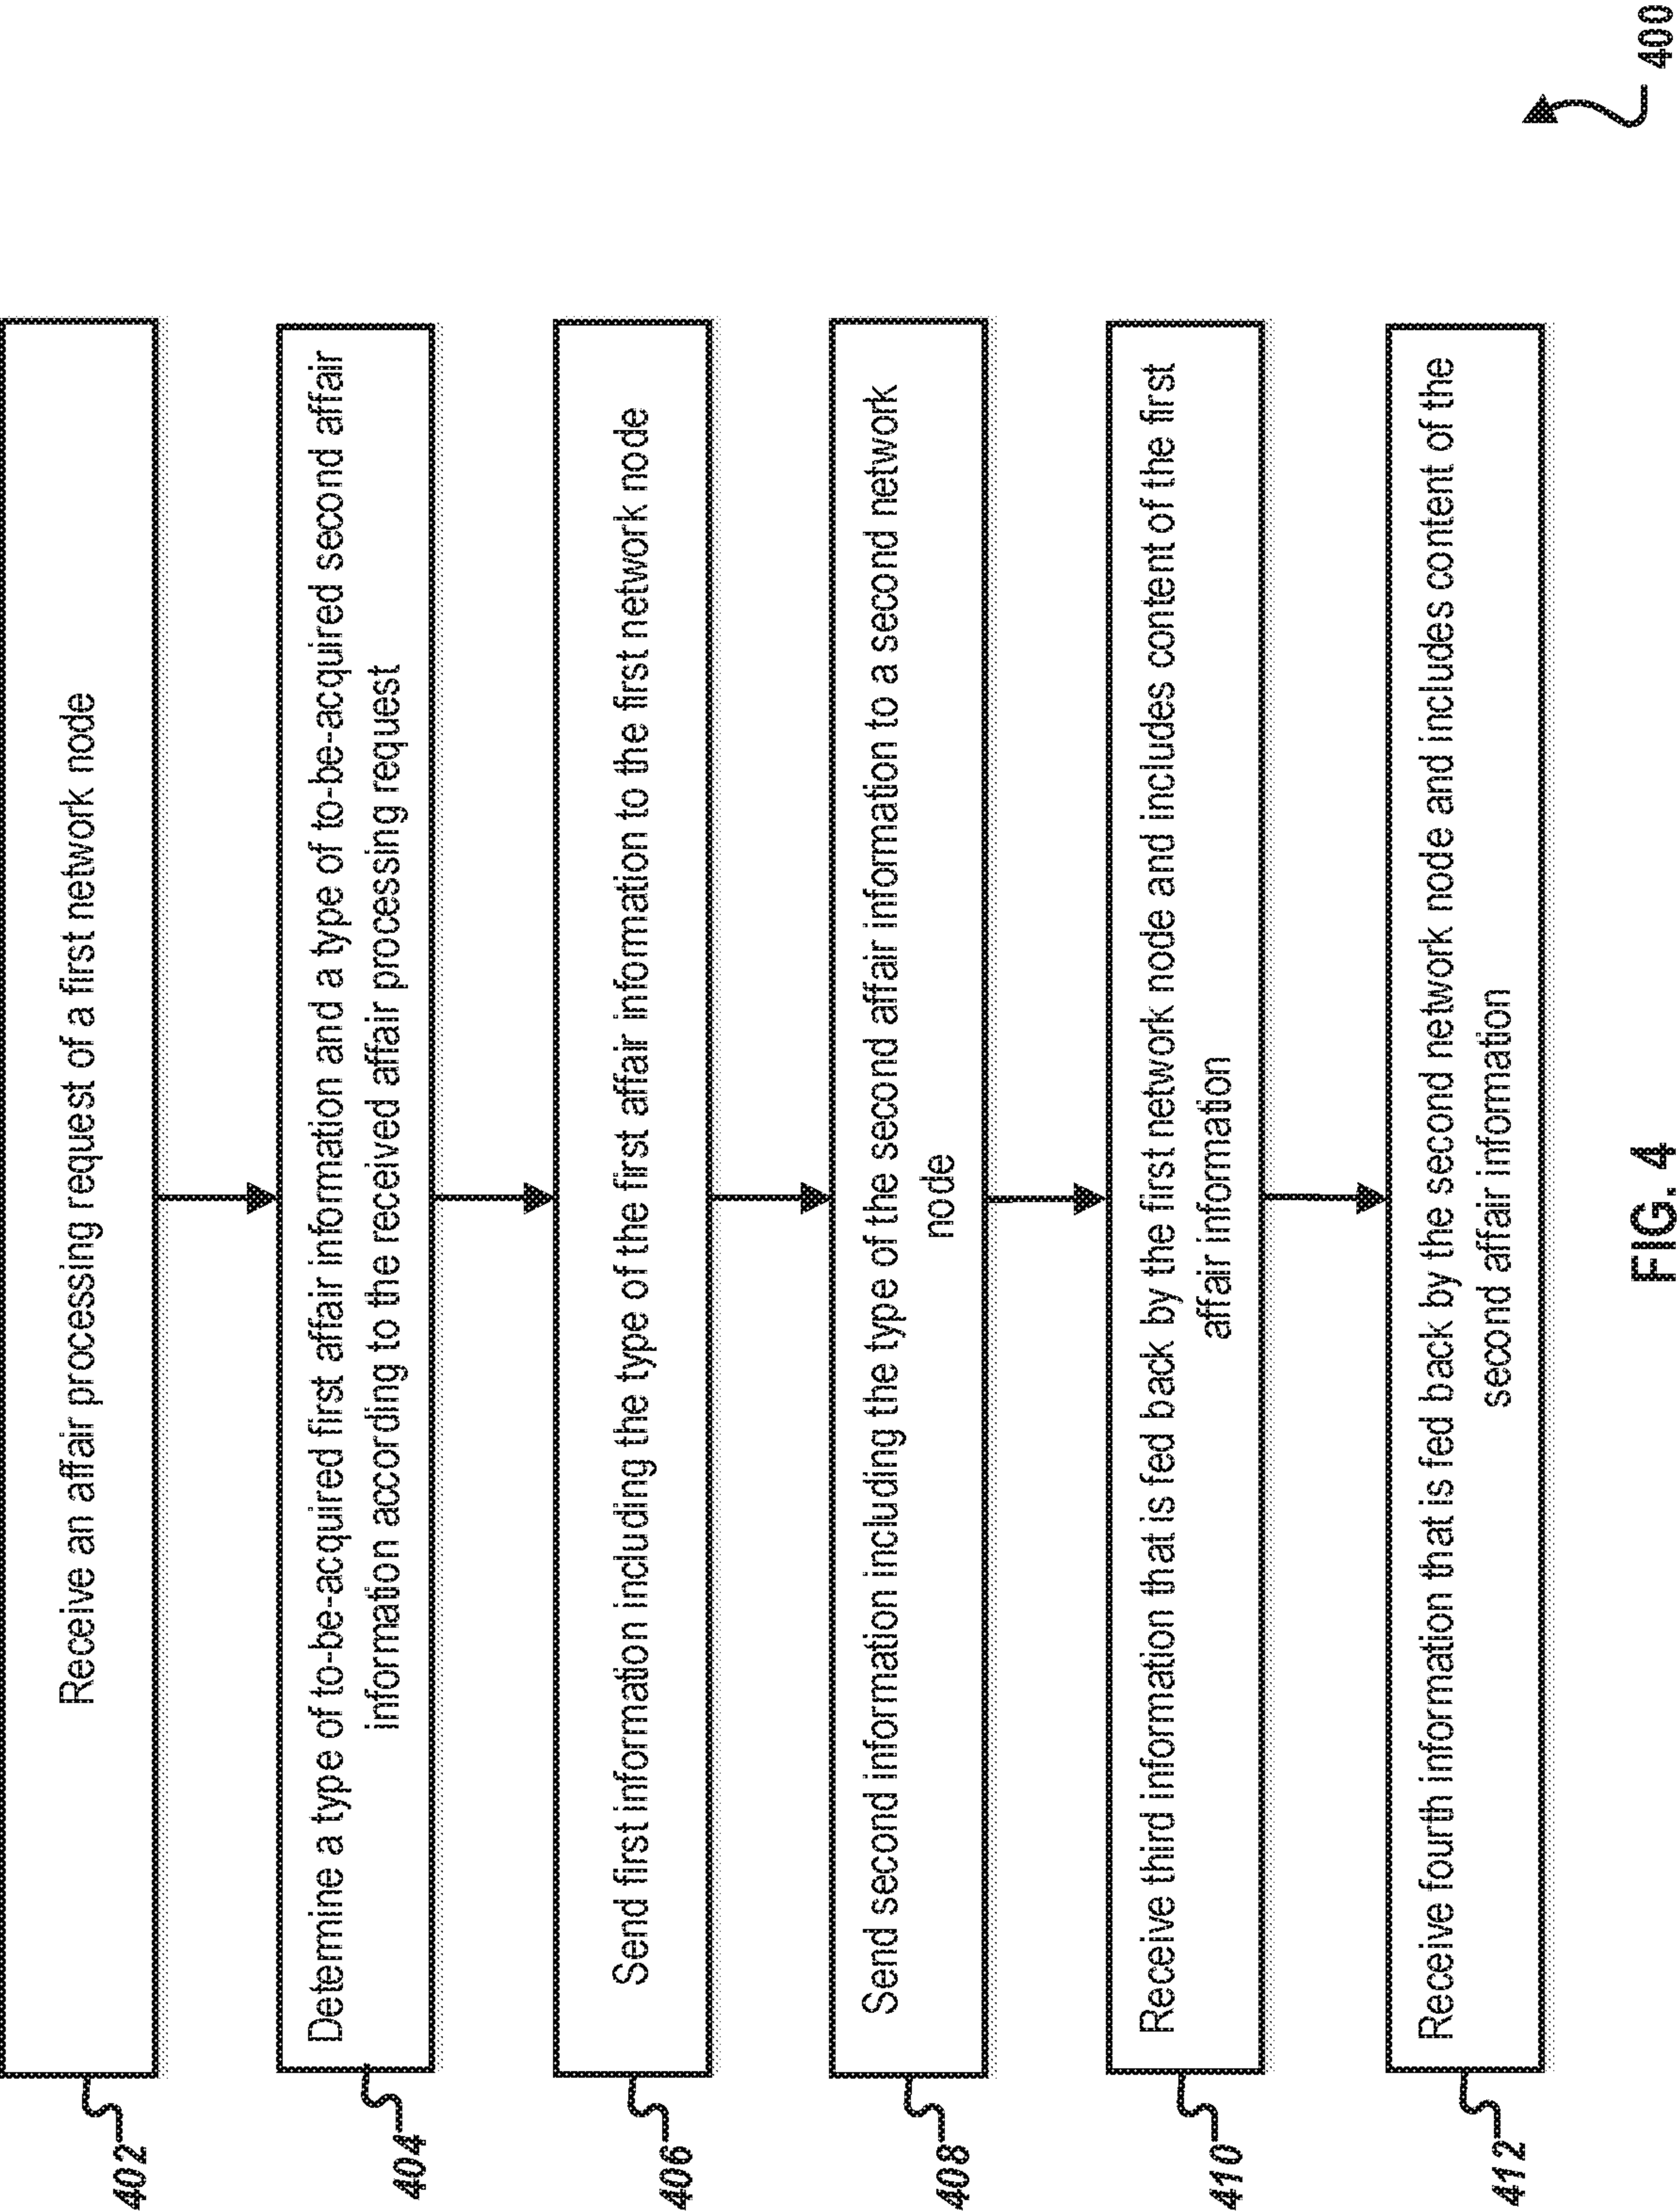 402
Receive an affair processing request of a first network node
404
Determine a type of to-be-acquired first affair information and a type of to-be-acquired second affair
information according to the received affair processing request
406
Send first information including the type of the first affair information to the first network node
408
Send second information including the type of the second affair information to a second network
node
410
Receive third information that is fed back by the first network node and includes content of the first
affair information
412
Receive fourth information that is fed back by the second network node and includes content of the
second affair information
400
FIG. 4